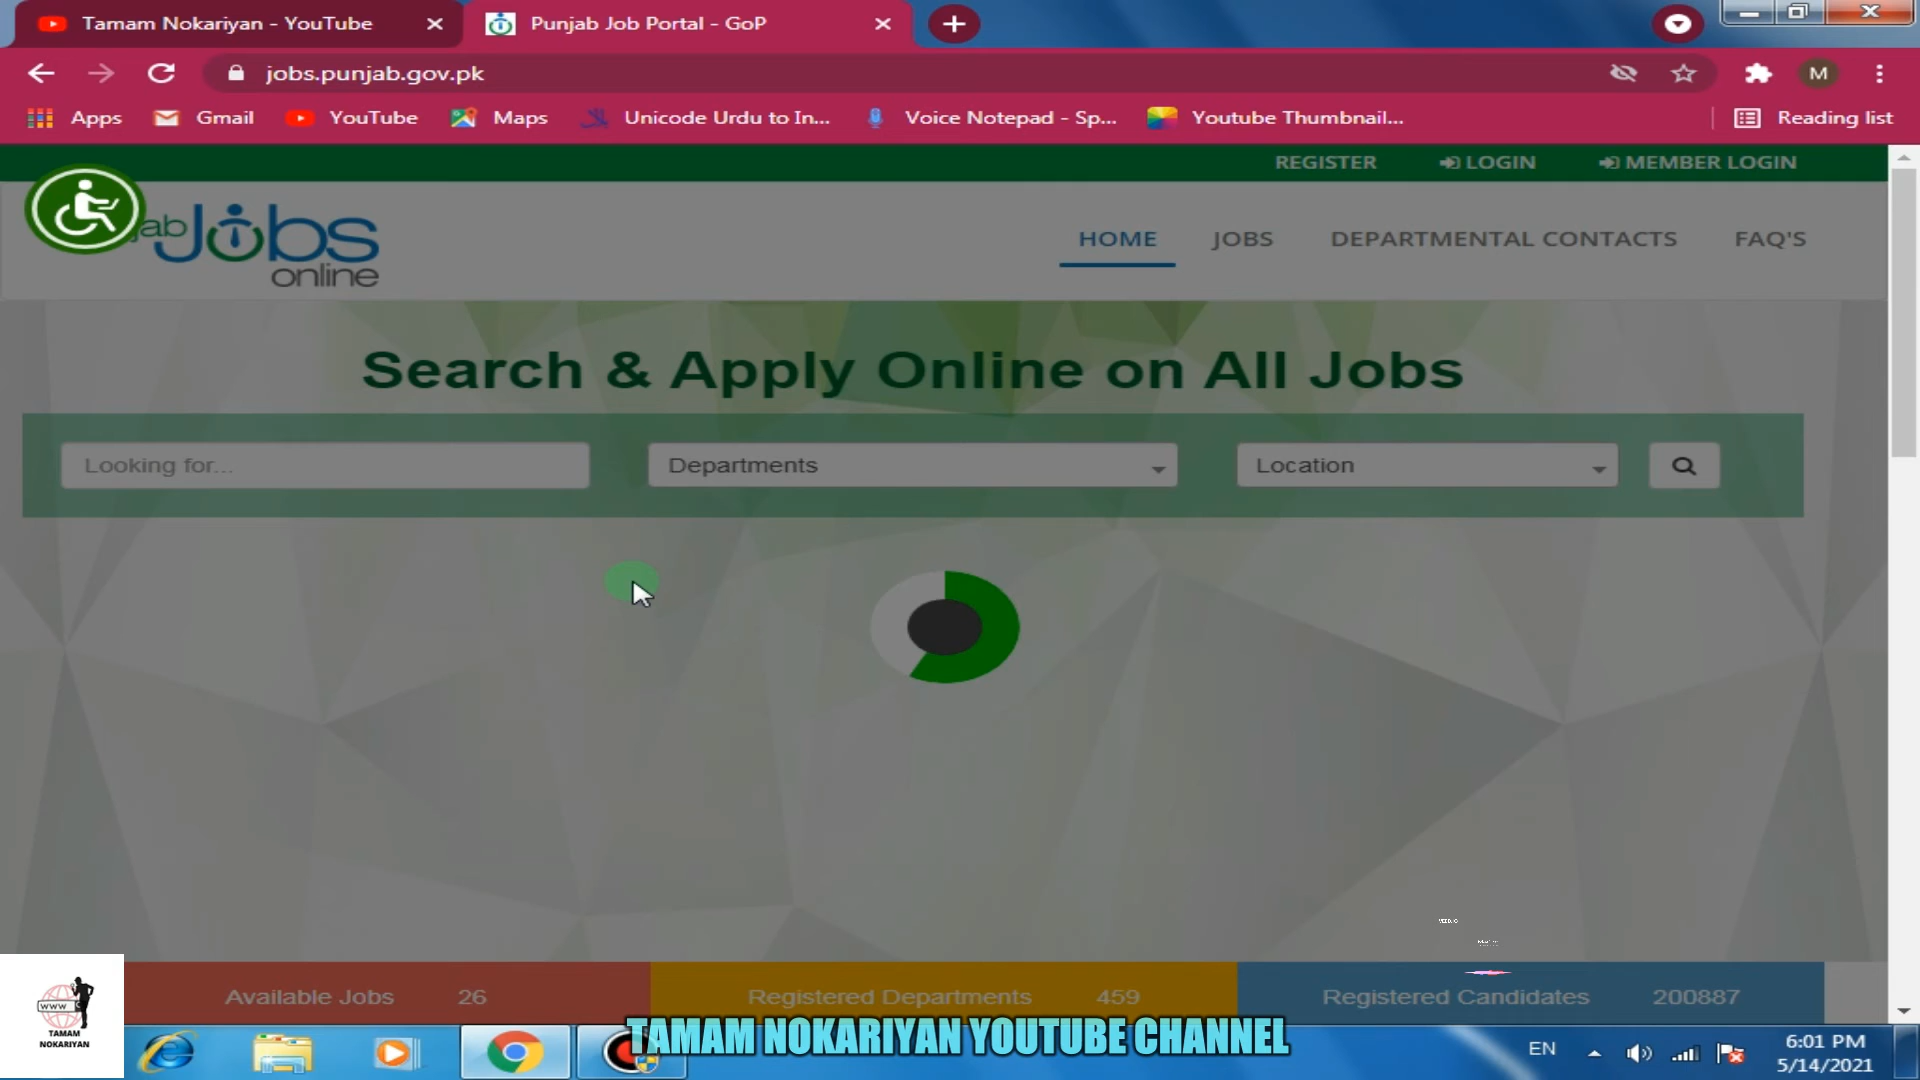 Tamam Nokariyan - YouTube
Punjab Job Portal - GoP
jobs.punjab.gov.pk
M
Apps
Gmail
YouTube
Maps
Unicode Urdu to In...
Voice Notepad - Sp...
Youtube Thumbnail...
Reading list
REGISTER
LOGIN
MEMBER LOGIN
jab Jobs
online
HOME
JOBS
DEPARTMENTAL CONTACTS
FAQ'S
Search & Apply Online on All Jobs
Looking for...
Departments
Location
Available Jobs 26
Registered Departments 459
Registered Candidates 200887
WWW
TAMAM
NOKARIYAN
TAMAM NOKARIYAN YOUTUBE CHANNEL
EN
6:01 PM
5/14/2021